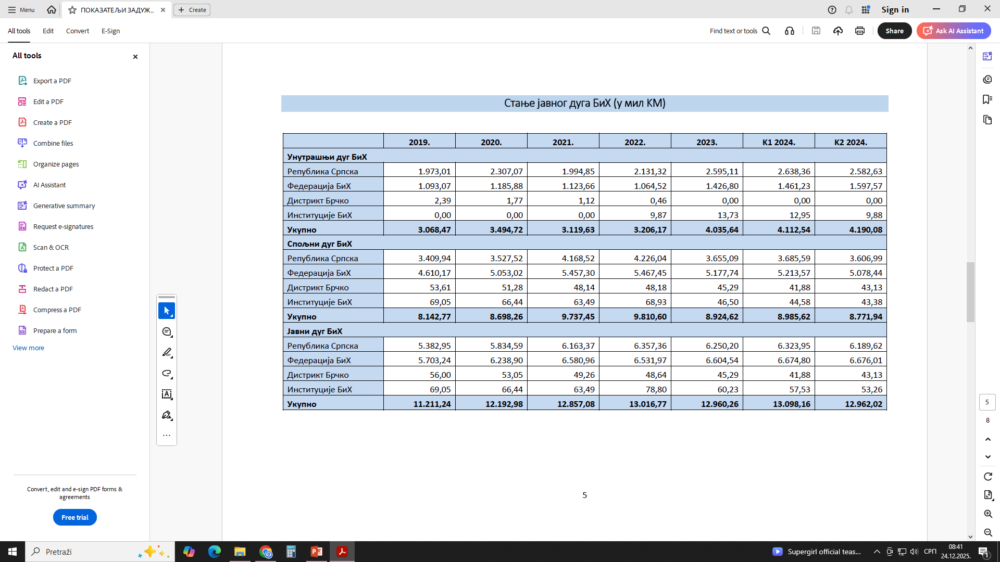 Menu ПОКАЗАТЕЉИ ЗАДУЖ... Create Sign in
All tools Edit Convert E-Sign Find text or tools Share Ask AI Assistant
All tools
Export a PDF
Edit a PDF
Create a PDF
Combine files
Organize pages
AI Assistant
Generative summary
Request e-signatures
Scan & OCR
Protect a PDF
Redact a PDF
Compress a PDF
Prepare a form
View more
Convert, edit and e-sign PDF forms &
agreements
Free trial
Стање јавног дуга БиХ (у мил КМ)
2019. 2020. 2021. 2022. 2023. К1 2024. К2 2024.
Унутрашњи дуг БиХ
Република Српска 1.973,01 2.307,07 1.994,85 2.131,32 2.595,11 2.638,36 2.582,63
Федерација БиХ 1.093,07 1.185,88 1.123,66 1.064,52 1.426,80 1.461,23 1.597,57
Дистрикт Брчко 2,39 1,77 1,12 0,46 0,00 0,00 0,00
Институције БиХ 0,00 0,00 0,00 9,87 13,73 12,95 9,88
Укупно 3.068,47 3.494,72 3.119,63 3.206,17 4.035,64 4.112,54 4.190,08
Спољни дуг БиХ
Република Српска 3.409,94 3.527,52 4.168,52 4.226,04 3.655,09 3.685,59 3.606,99
Федерација БиХ 4.610,17 5.053,02 5.457,30 5.467,45 5.177,74 5.213,57 5.078,44
Дистрикт Брчко 53,61 51,28 48,14 48,18 45,29 41,88 43,13
Институције БиХ 69,05 66,44 63,49 68,93 46,50 44,58 43,38
Укупно 8.142,77 8.698,26 9.737,45 9.810,60 8.924,62 8.985,62 8.771,94
Јавни дуг БиХ
Република Српска 5.382,95 5.834,59 6.163,37 6.357,36 6.250,20 6.323,95 6.189,62
Федерација БиХ 5.703,24 6.238,90 6.580,96 6.531,97 6.604,54 6.674,80 6.676,01
Дистрикт Брчко 56,00 53,05 49,26 48,64 45,29 41,88 43,13
Институције БиХ 69,05 66,44 63,49 78,80 60,23 57,53 53,26
Укупно 11.211,24 12.192,98 12.857,08 13.016,77 12.960,26 13.098,16 12.962,02
5
5
8
Pretraži Supergirl official teas... СРП 08:41
24.12.2025. 1